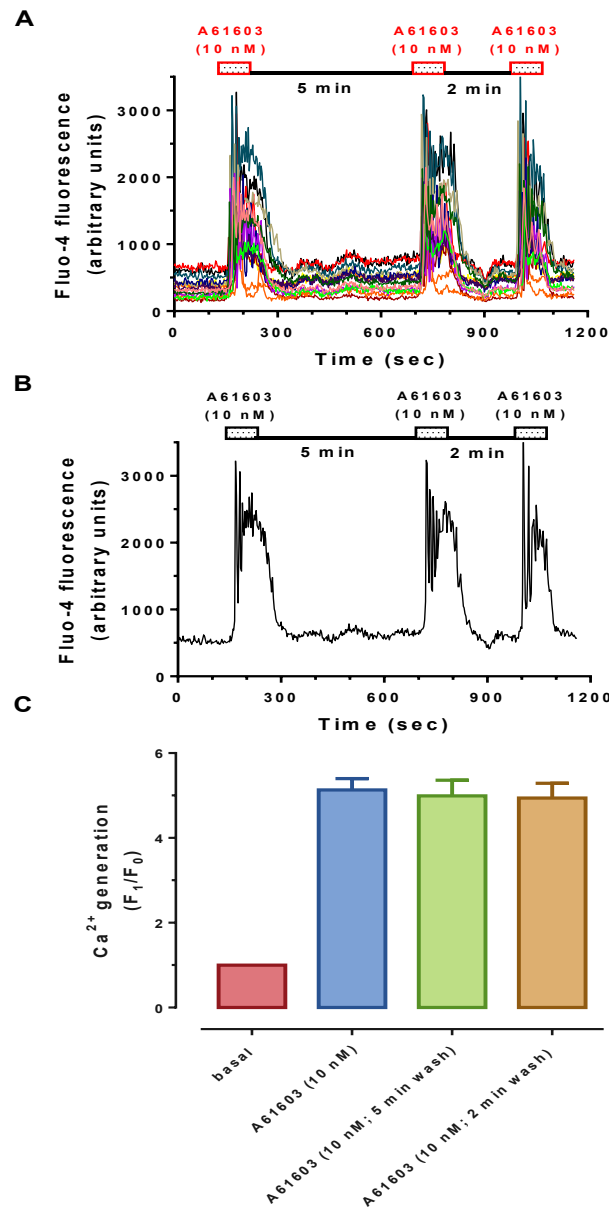 A
A61603 A61603 A61603
(10 nM) (10 nM) (10 nM)
5 min 2 min
Fluo-4 fluorescence
(arbitrary units)
3000
2000
1000
0
0 300 600 900 1200
Time (sec)
B
A61603 A61603 A61603
(10 nM) (10 nM) (10 nM)
5 min 2 min
Fluo-4 fluorescence
(arbitrary units)
3000
2000
1000
0
0 300 600 900 1200
Time (sec)
C
Ca²⁺ generation
(F₁/F₀)
6
4
2
0
basal
A61603 (10 nM)
A61603 (10 nM; 5 min wash)
A61603 (10 nM; 2 min wash)